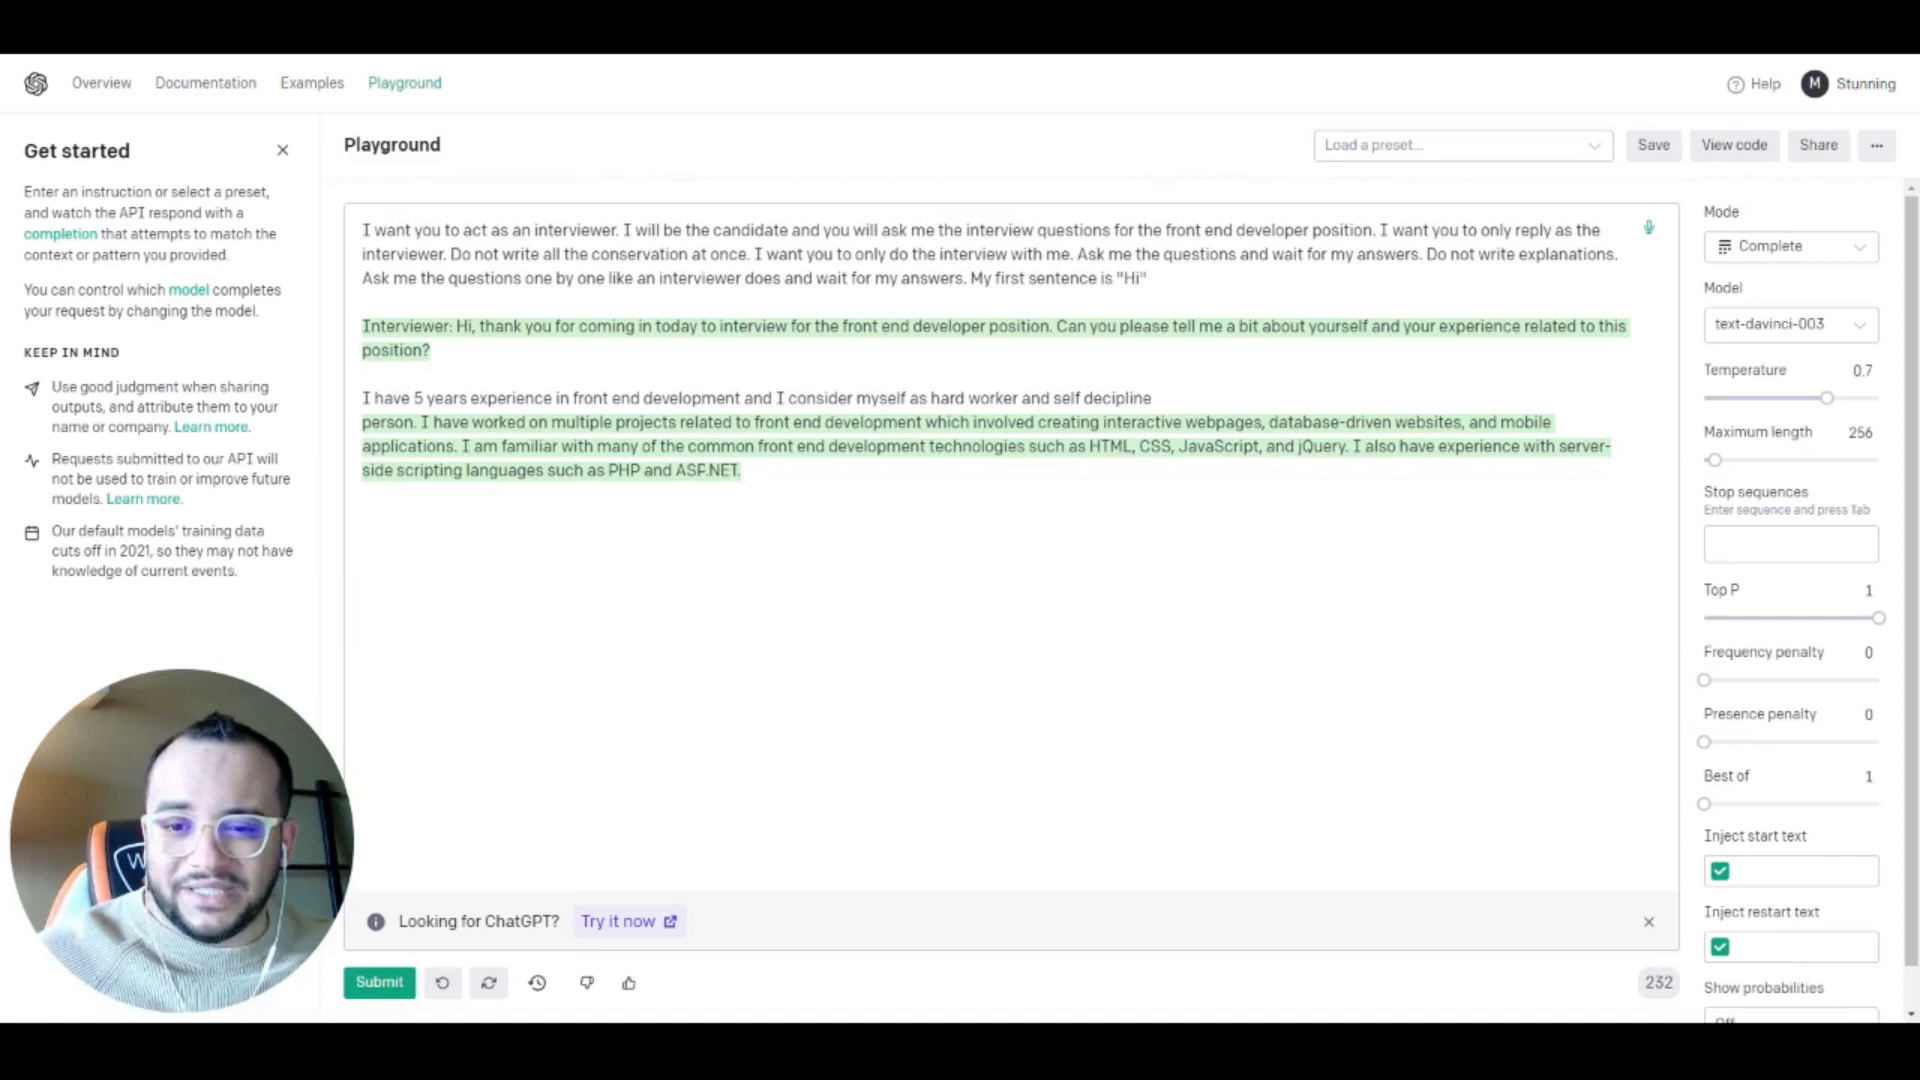 Overview Documentation Examples Playground
Help M Stunning
Get started
Enter an instruction or select a preset,
and watch the API respond with a
completion that attempts to match the
context or pattern you provided.
You can control which model completes
your request by changing the model.
KEEP IN MIND
Use good judgment when sharing
outputs, and attribute them to your
name or company. Learn more.
Requests submitted to our API will
not be used to train or improve future
models. Learn more.
Our default models' training data
cuts off in 2021, so they may not have
knowledge of current events.
Playground
Load a preset...
Save
View code
Share
...
I want you to act as an interviewer. I will be the candidate and you will ask me the interview questions for the front end developer position. I want you to only reply as the
interviewer. Do not write all the conservation at once. I want you to only do the interview with me. Ask me the questions and wait for my answers. Do not write explanations.
Ask me the questions one by one like an interviewer does and wait for my answers. My first sentence is "Hi"
Interviewer: Hi, thank you for coming in today to interview for the front end developer position. Can you please tell me a bit about yourself and your experience related to this
position?
I have 5 years experience in front end development and I consider myself as hard worker and self decipline
person. I have worked on multiple projects related to front end development which involved creating interactive webpages, database-driven websites, and mobile
applications. I am familiar with many of the common front end development technologies such as HTML, CSS, JavaScript, and jQuery. I also have experience with server-
side scripting languages such as PHP and ASP.NET.
Looking for ChatGPT? Try it now
Submit
232
Mode
Complete
Model
text-davinci-003
Temperature 0.7
Maximum length 256
Stop sequences
Enter sequence and press Tab
Top P 1
Frequency penalty 0
Presence penalty 0
Best of 1
Inject start text
Inject restart text
Show probabilities
Off